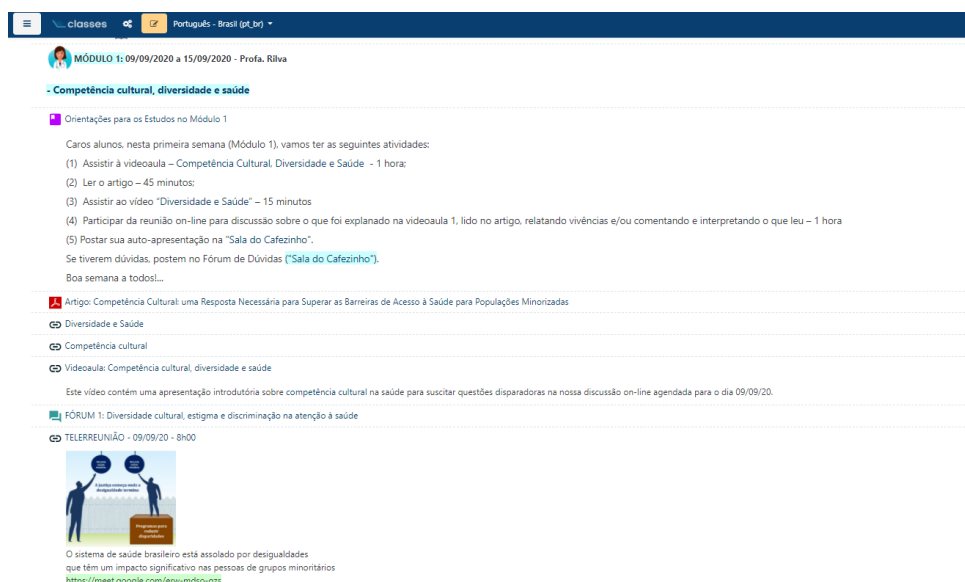 classes
Português - Brasil (pt_br)
MÓDULO 1: 09/09/2020 a 15/09/2020 - Profa. Rilva
- Competência cultural, diversidade e saúde
Orientações para os Estudos no Módulo 1
Caros alunos, nesta primeira semana (Módulo 1), vamos ter as seguintes atividades:
(1) Assistir à videoaula – Competência Cultural, Diversidade e Saúde - 1 hora;
(2) Ler o artigo – 45 minutos;
(3) Assistir ao vídeo "Diversidade e Saúde" – 15 minutos
(4) Participar da reunião on-line para discussão sobre o que foi explanado na videoaula 1, lido no artigo, relatando vivências e/ou comentando e interpretando o que leu – 1 hora
(5) Postar sua auto-apresentação na "Sala do Cafezinho".
Se tiverem dúvidas, postem no Fórum de Dúvidas ("Sala do Cafezinho").
Boa semana a todos!...
Artigo: Competência Cultural: uma Resposta Necessária para Superar as Barreiras de Acesso à Saúde para Populações Minorizadas
Diversidade e Saúde
Competência cultural
Videoaula: Competência cultural, diversidade e saúde
Este vídeo contém uma apresentação introdutória sobre competência cultural na saúde para suscitar questões disparadoras na nossa discussão on-line agendada para o dia 09/09/20.
FÓRUM 1: Diversidade cultural, estigma e discriminação na atenção à saúde
TELERREUNIÃO - 09/09/20 - 8h00
A justiça começa onde a
desigualdade termina
Programas para
reduzir
disparidades
O sistema de saúde brasileiro está assolado por desigualdades
que têm um impacto significativo nas pessoas de grupos minoritários